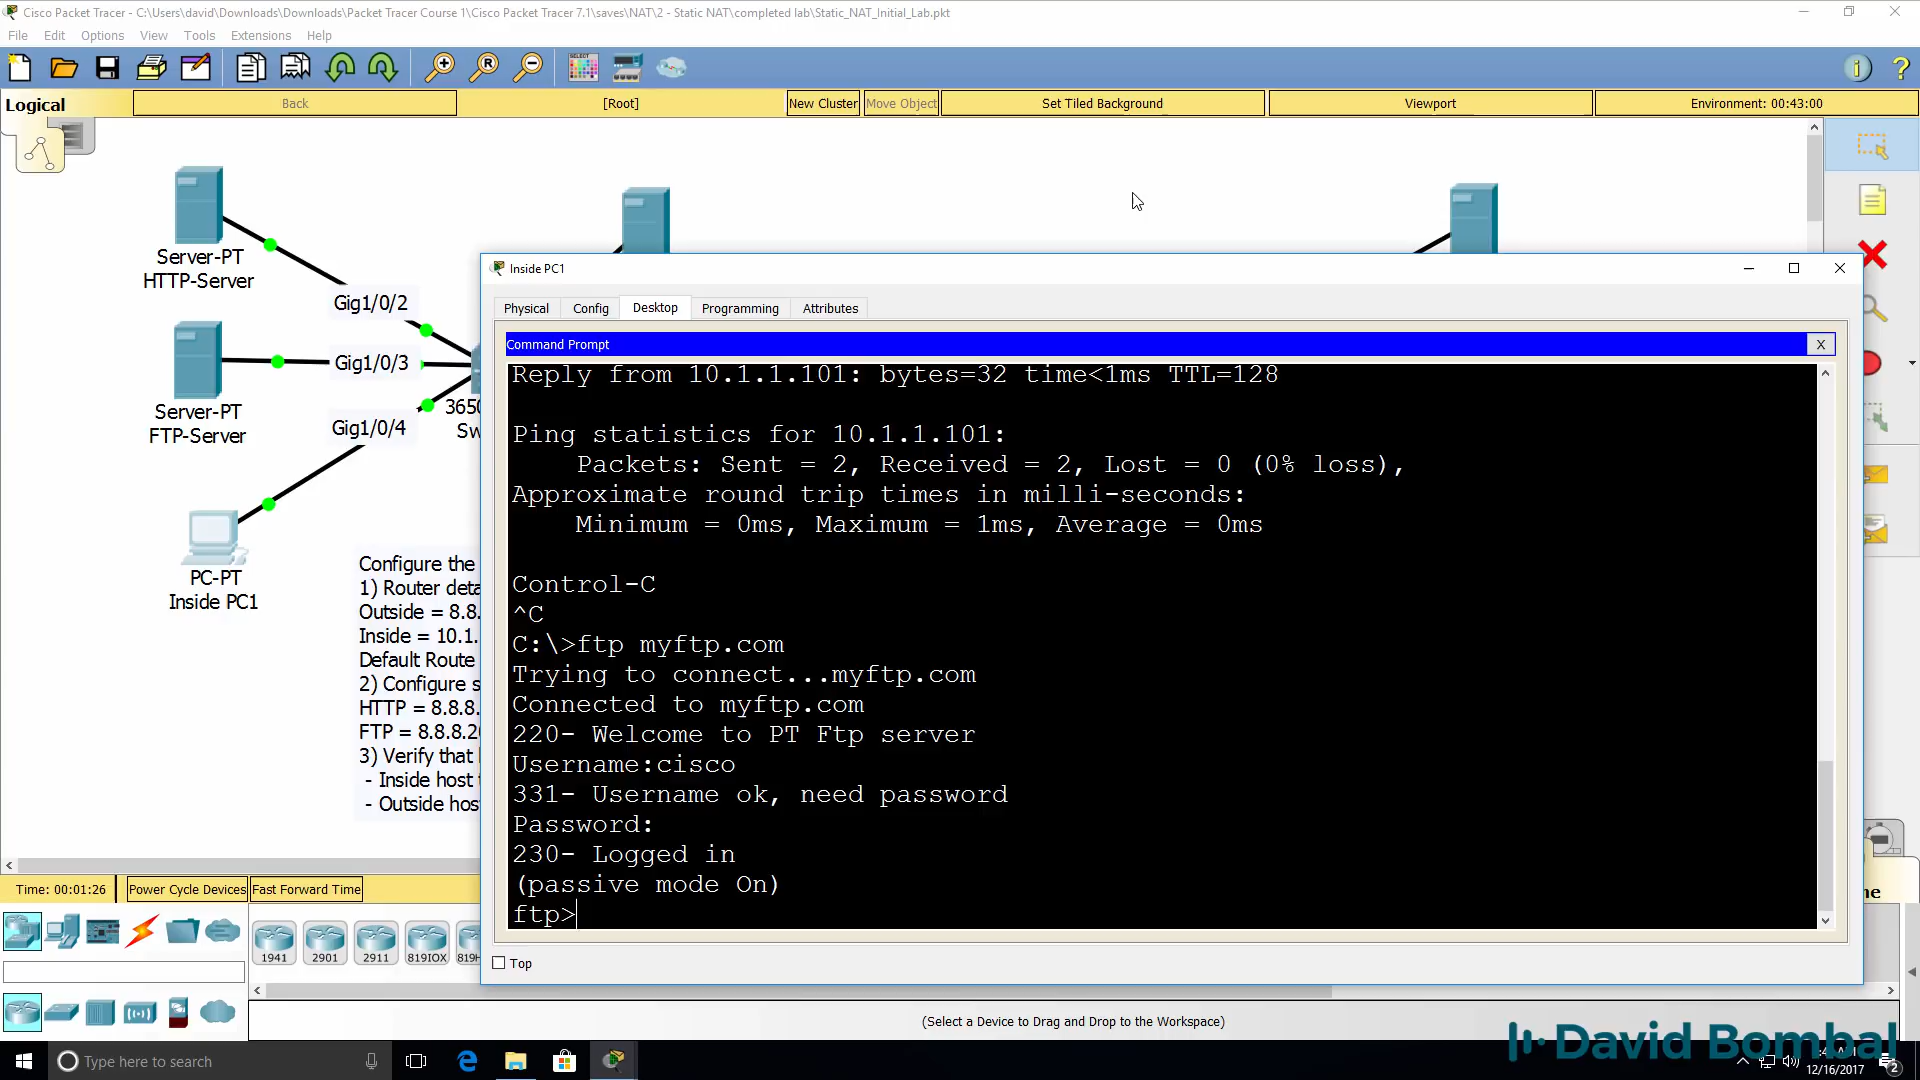 Cisco Packet Tracer - C:\Users\david\Downloads\Downloads\Packet Tracer Course 1\Cisco Packet Tracer 7.1\saves\NAT\2 - Static NAT\completed lab\Static_NAT_Initial_Lab.pkt
File Edit Options View Tools Extensions Help
Logical Back [Root] New Cluster Move Object Set Tiled Background Viewport Environment: 00:43:00
Server-PT
HTTP-Server
Gig1/0/2
Gig1/0/3
Server-PT
FTP-Server
Gig1/0/4
3650
Sw
PC-PT
Inside PC1
Configure the
1) Router deta
Outside = 8.8.
Inside = 10.1.
Default Route
2) Configure s
HTTP = 8.8.8.
FTP = 8.8.8.20
3) Verify that
- Inside host
- Outside hos
Inside PC1
Physical Config Desktop Programming Attributes
Command Prompt X
Reply from 10.1.1.101: bytes=32 time<1ms TTL=128
Ping statistics for 10.1.1.101:
Packets: Sent = 2, Received = 2, Lost = 0 (0% loss),
Approximate round trip times in milli-seconds:
Minimum = 0ms, Maximum = 1ms, Average = 0ms
Control-C
^C
C:\>ftp myftp.com
Trying to connect...myftp.com
Connected to myftp.com
220- Welcome to PT Ftp server
Username:cisco
331- Username ok, need password
Password:
230- Logged in
(passive mode On)
ftp>
Top
Time: 00:01:26 Power Cycle Devices Fast Forward Time
ne
1941 2901 2911 819IOX 819H
(Select a Device to Drag and Drop to the Workspace)
David Bombal
Type here to search
12/16/2017
2